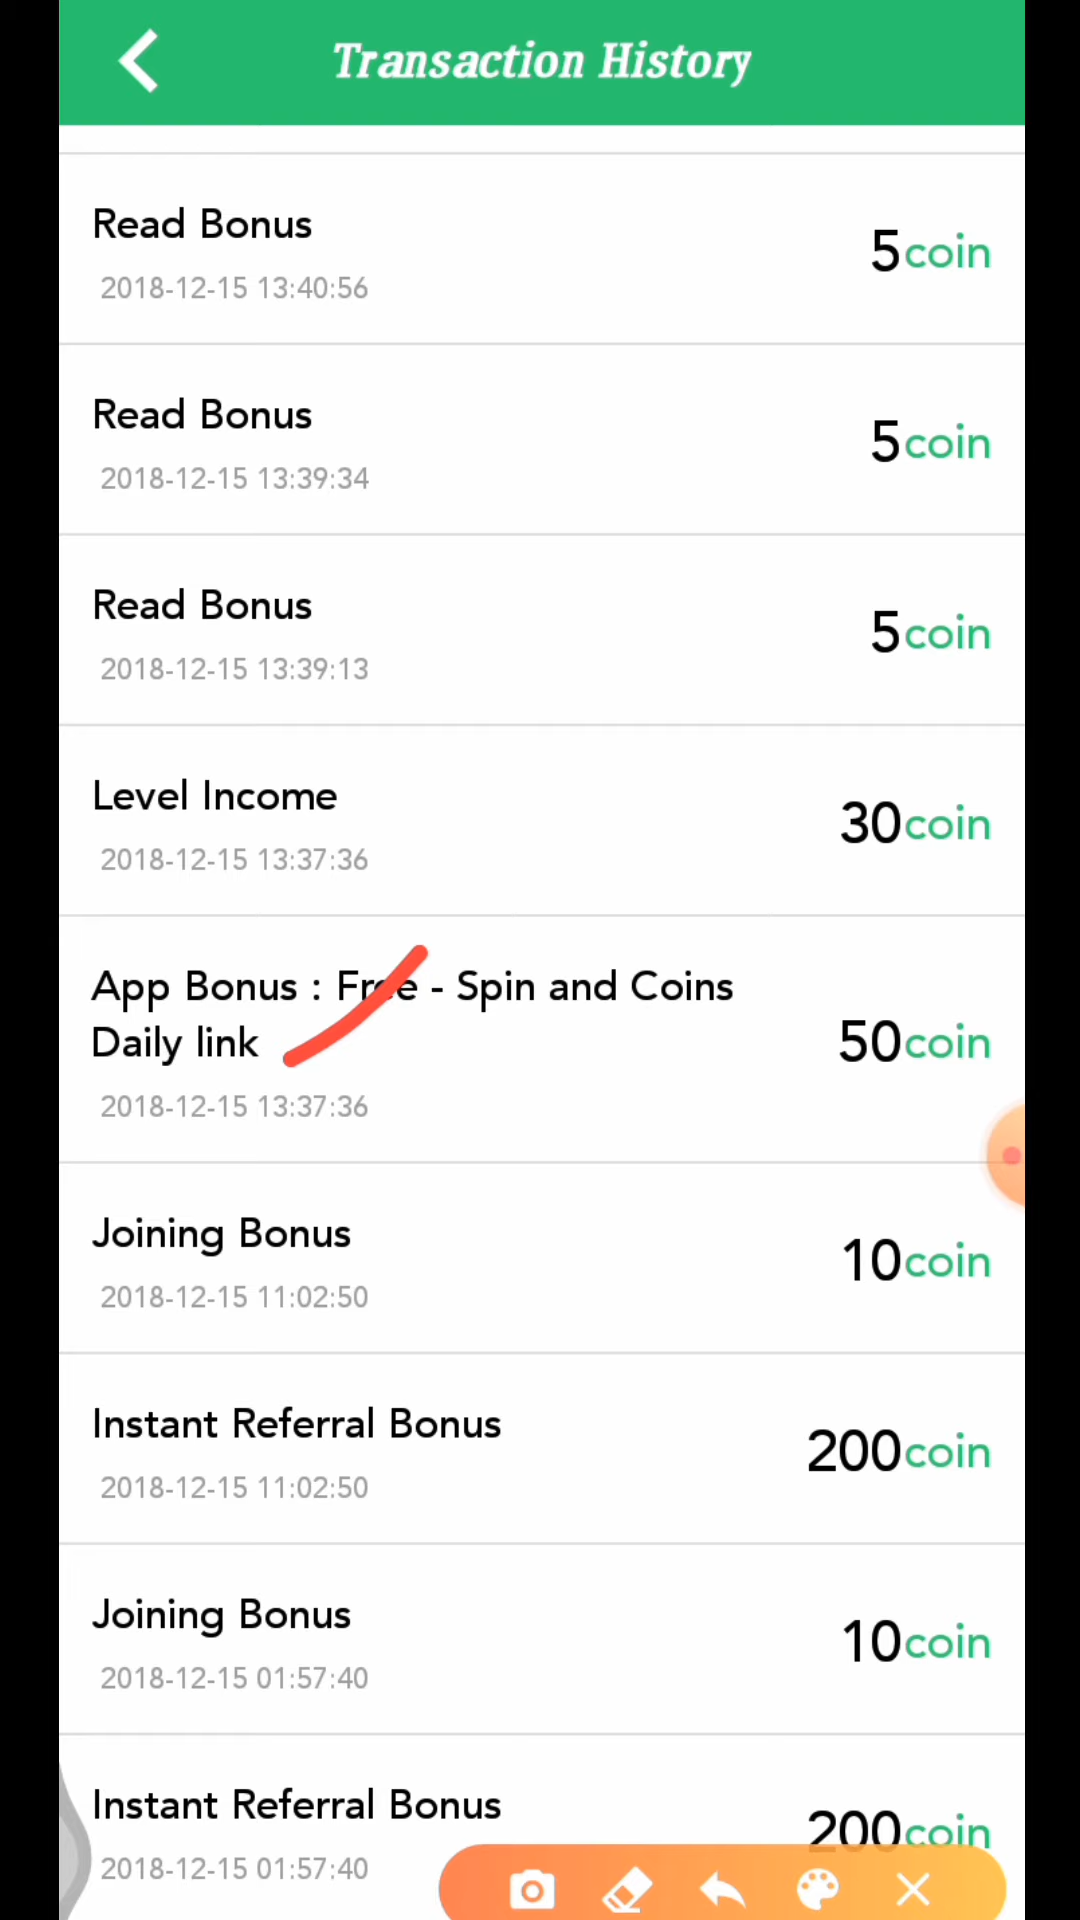 Transaction History
Read Bonus
5coin
2018-12-15 13:40:56
Read Bonus
5coin
2018-12-15 13:39:34
Read Bonus
5coin
2018-12-15 13:39:13
Level Income
30coin
2018-12-15 13:37:36
App Bonus : Free - Spin and Coins
Daily link
50coin
2018-12-15 13:37:36
Joining Bonus
10coin
2018-12-15 11:02:50
Instant Referral Bonus
200coin
2018-12-15 11:02:50
Joining Bonus
10coin
2018-12-15 01:57:40
Instant Referral Bonus
200coin
2018-12-15 01:57:40